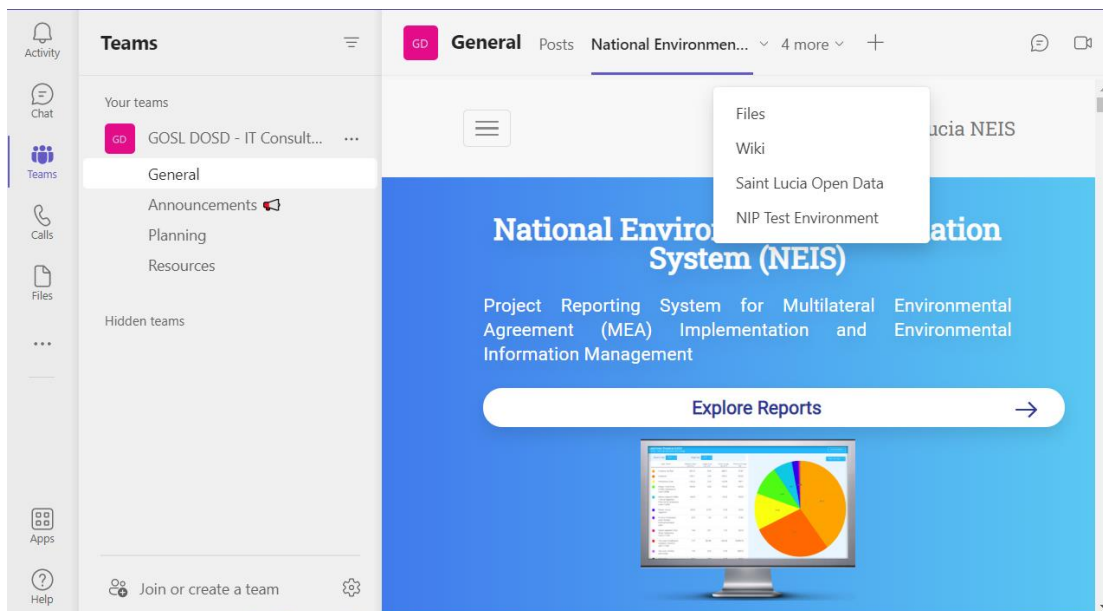 Activity
Chat
Teams
Calls
Files
Apps
Help
Teams
Your teams
GD GOSL DOSD - IT Consult...
General
Announcements
Planning
Resources
Hidden teams
Join or create a team
GD General Posts National Environmen... 4 more
Files
Wiki
Saint Lucia Open Data
NIP Test Environment
ucia NEIS
National Enviro ation
System (NEIS)
Project Reporting System for Multilateral Environmental
Agreement (MEA) Implementation and Environmental
Information Management
Explore Reports